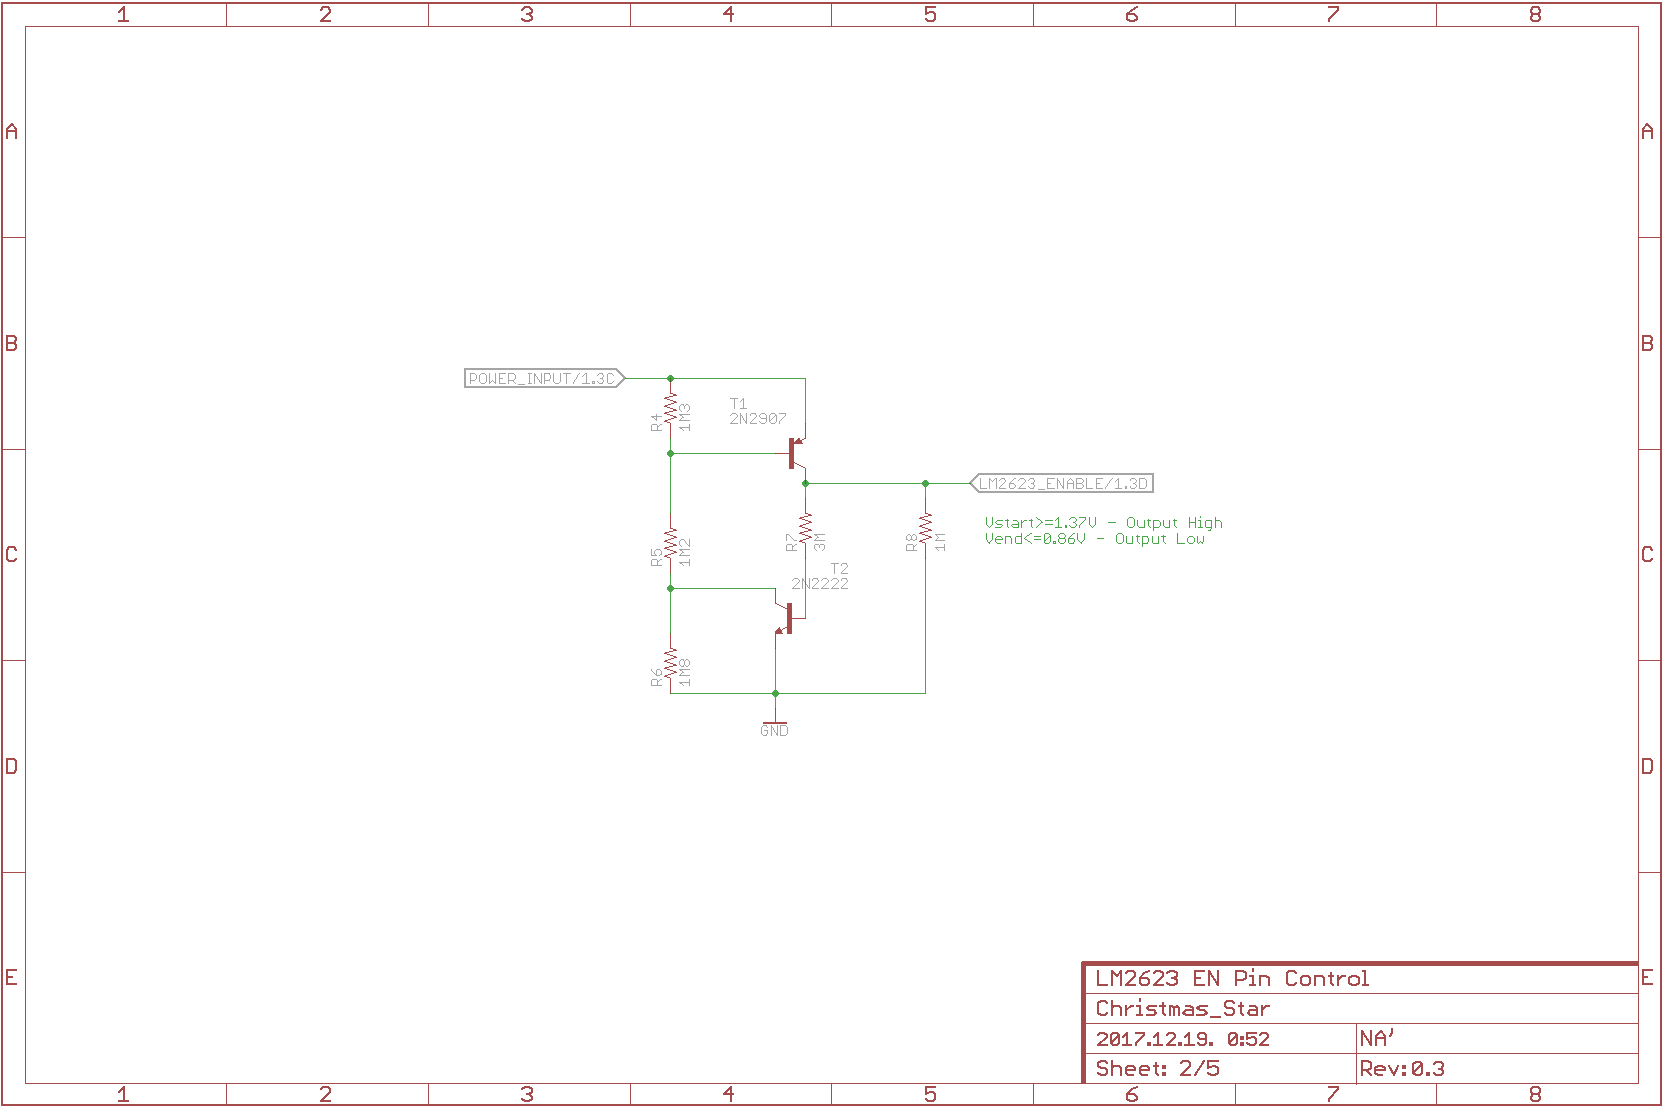 1 2 3 4 5 6 7 8
A A
B B
POWER_INPUT/1.3C
R4 1M3
T1
2N2907
C C
LM2623_ENABLE/1.3D
Vstart>=1.37V - Output High
Vend<=0.86V - Output Low
R5 1M2
R7 3M
R8 1M
T2
2N2222
R6 1M8
GND
D D
E E
LM2623 EN Pin Control
Christmas_Star
2017.12.19. 0:52 NA'
Sheet: 2/5 Rev:0.3
1 2 3 4 5 6 7 8